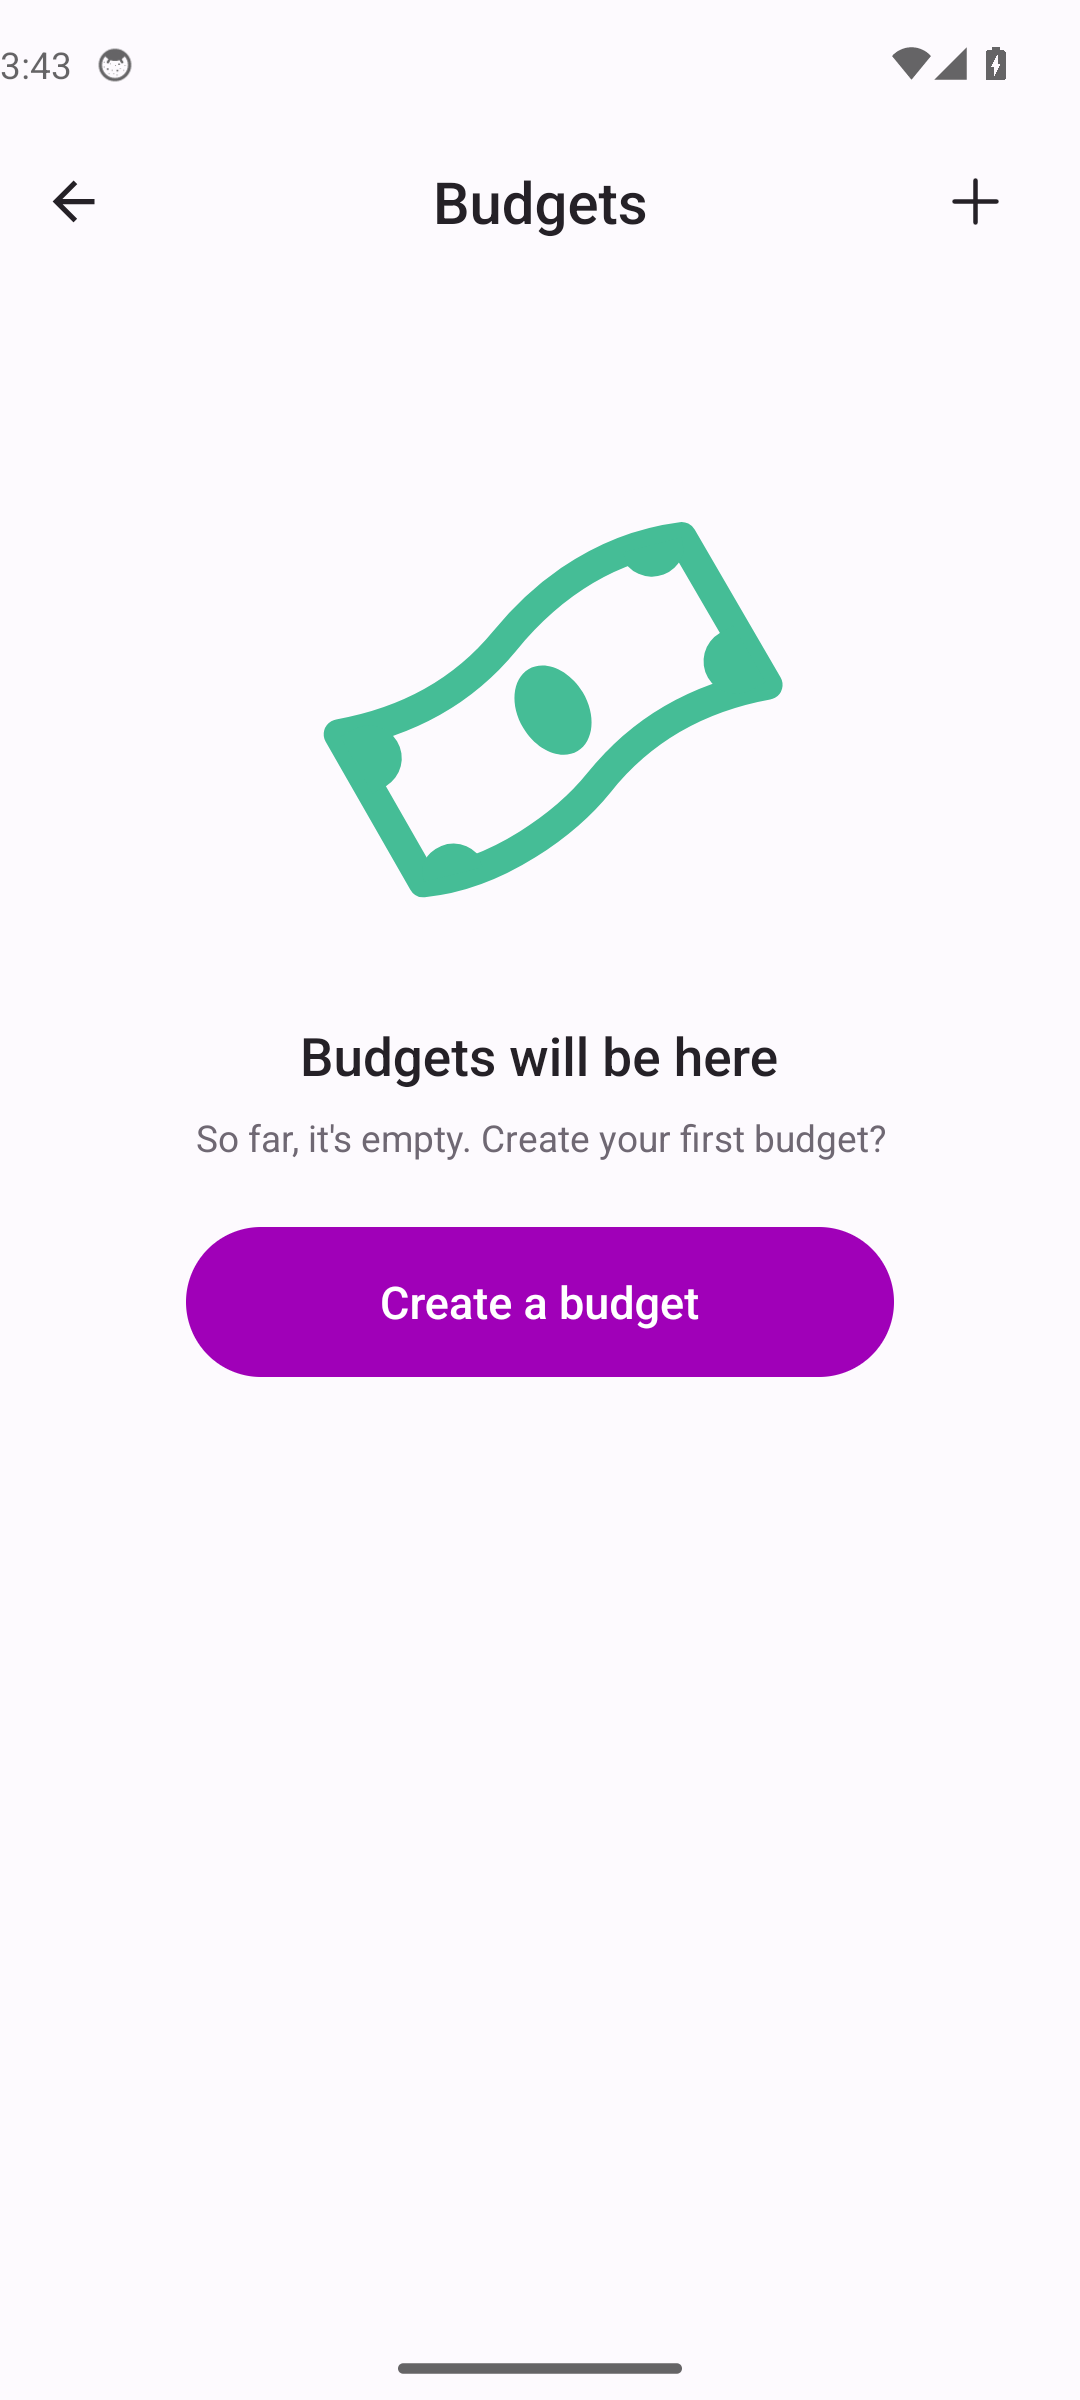 3:43
Budgets
Budgets will be here
So far, it's empty. Create your first budget?
Create a budget